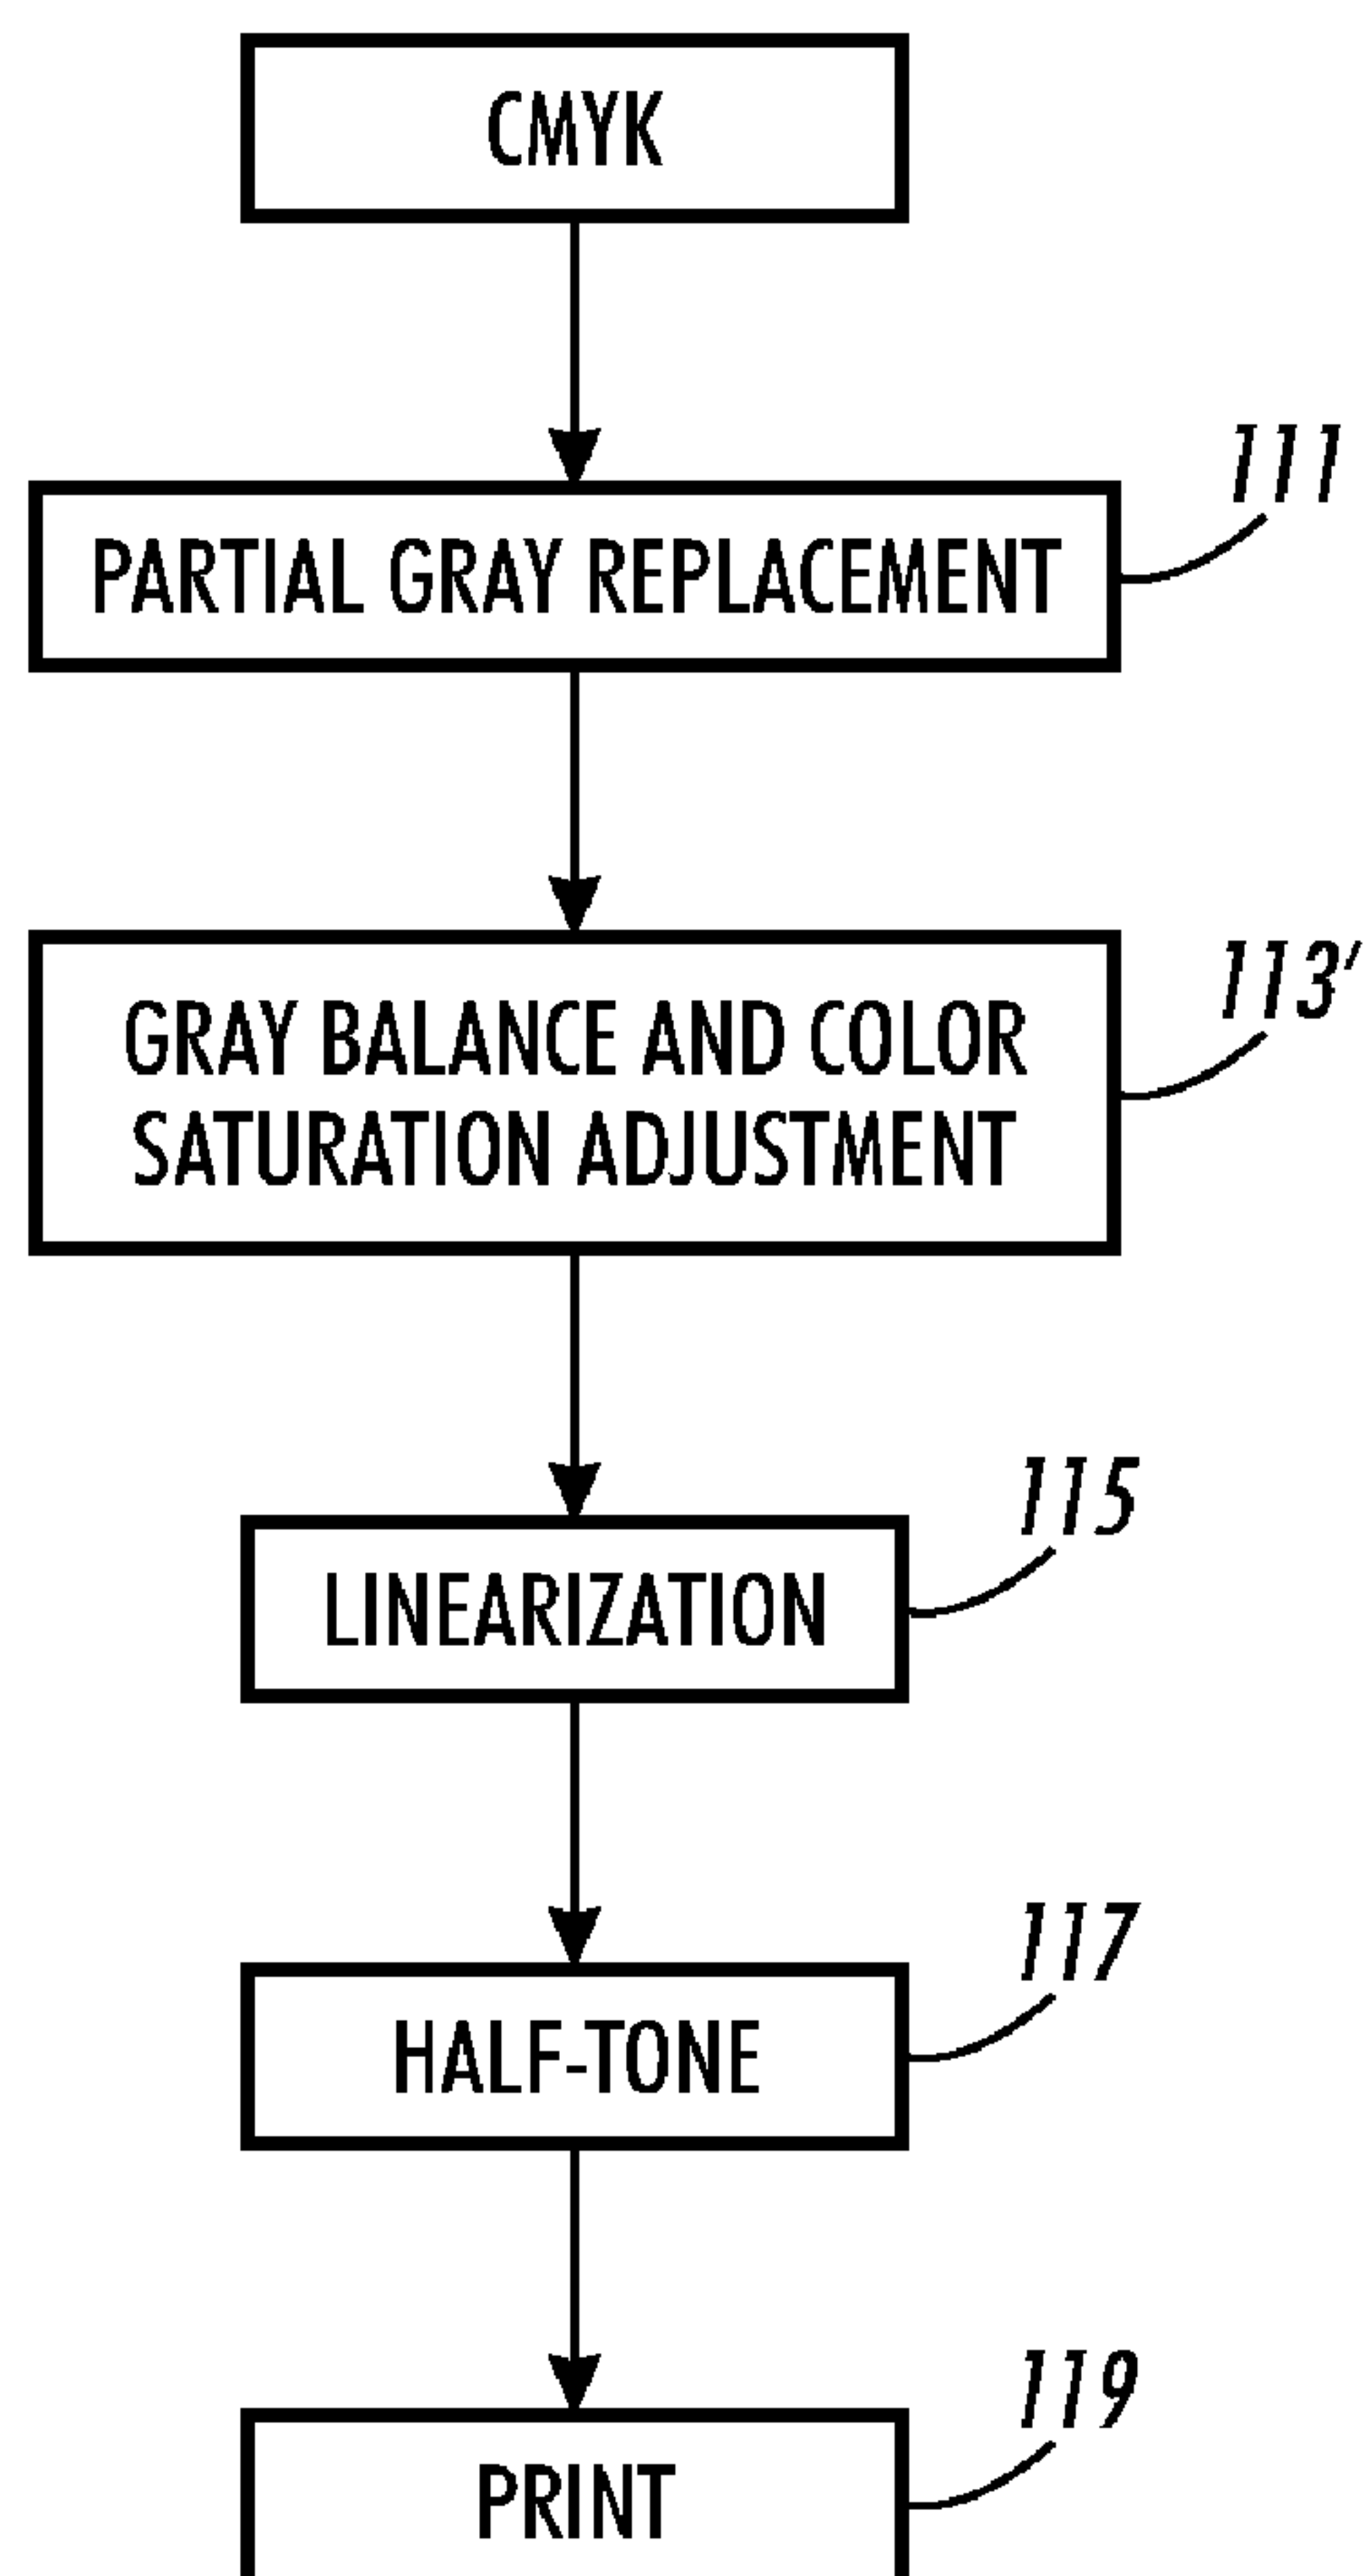 CMYK
111
PARTIAL GRAY REPLACEMENT
113'
GRAY BALANCE AND COLOR
SATURATION ADJUSTMENT
115
LINEARIZATION
117
HALF-TONE
119
PRINT